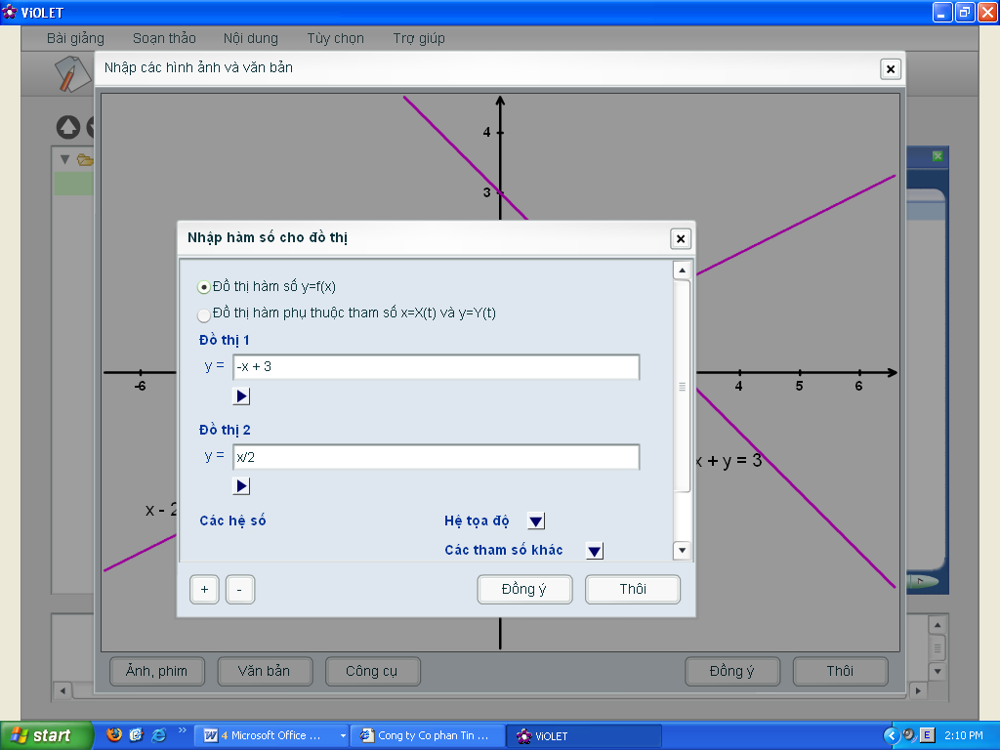 ViOLET
Bài giảng Soạn thảo Nội dung Tùy chọn Trợ giúp
Nhập các hình ảnh và văn bản
4
3
Nhập hàm số cho đồ thị
Đồ thị hàm số y=f(x)
Đồ thị hàm phụ thuộc tham số x=X(t) và y=Y(t)
Đồ thị 1
y = -x + 3
-6 4 5 6
Đồ thị 2
y = x/2
x + y = 3
x - 2
Các hệ số Hệ tọa độ
Các tham số khác
+ - Đồng ý Thôi
Ảnh, phim Văn bản Công cụ Đồng ý Thôi
start 4 Microsoft Office ... Cong ty Co phan Tin ... ViOLET E 2:10 PM